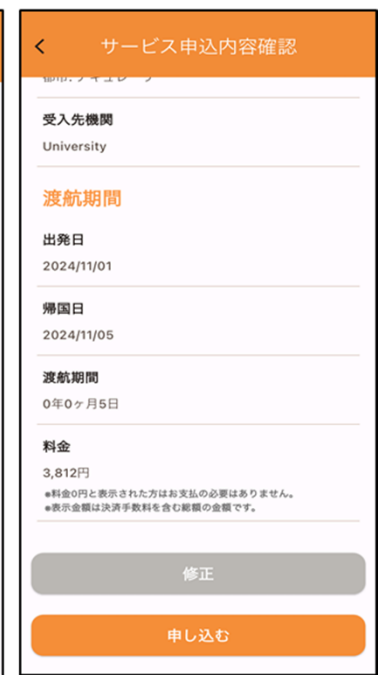 サービス申込内容確認
受入先機関
University
渡航期間
出発日
2024/11/01
帰国日
2024/11/05
渡航期間
0年0ヶ月5日
料金
3,812円
※料金0円と表示された方はお支払の必要はありません。
※表示金額は決済手数料を含む総額の金額です。
修正
申し込む